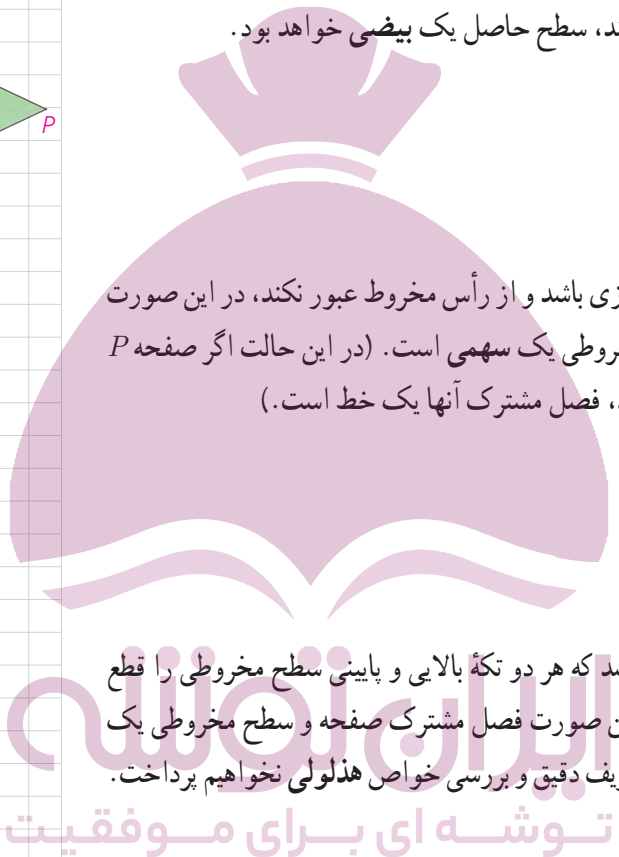 ند، سطح حاصل یک بیضی خواهد بود.
P
زی باشد و از رأس مخروط عبور نکند، در این صورت
روطی یک سهمی است. (در این حالت اگر صفحه P
، فصل مشترک آنها یک خط است.)
د که هر دو تکهٔ بالایی و پایینی سطح مخروطی را قطع
ن صورت فصل مشترک صفحه و سطح مخروطی یک
یف دقیق و بررسی خواص هذلولی نخواهیم پرداخت.
ایران توشه
توشه ای برای موفقیت